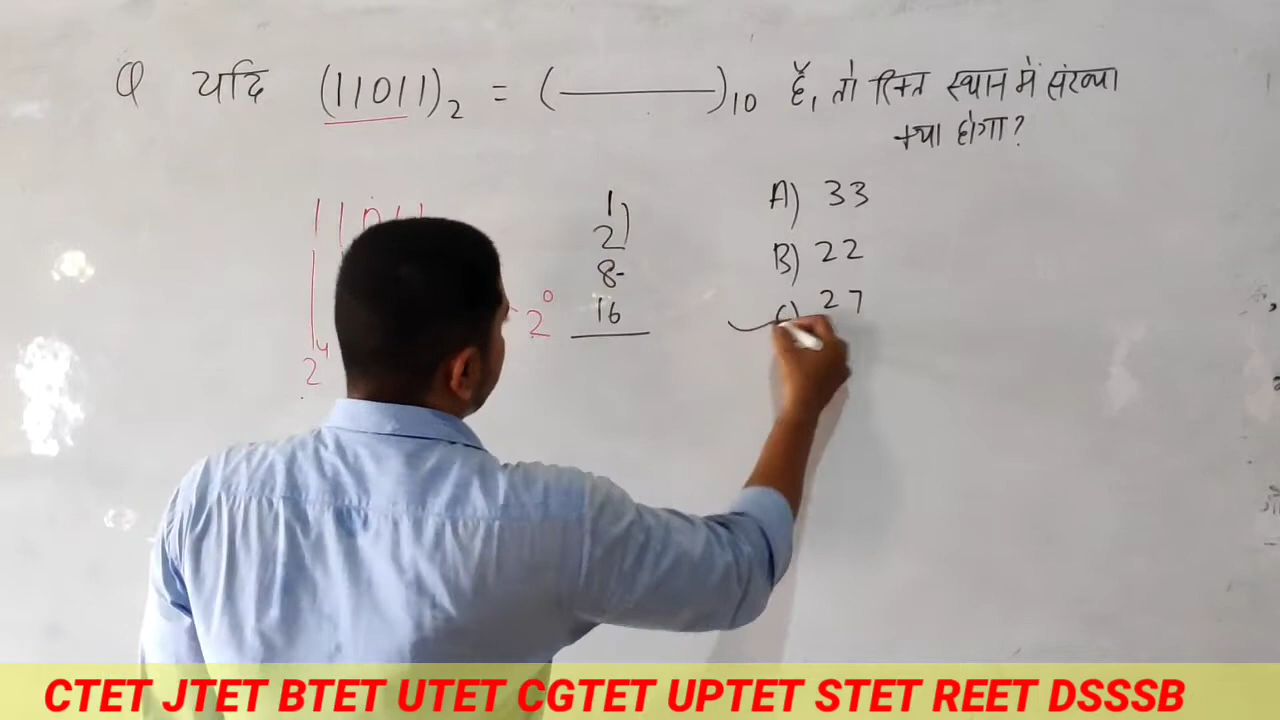 Q यदि (11011)₂ = (————)₁₀ है, तो रिक्त स्थान में संख्या
क्या होगा?
1
2
8
16
2⁴
2⁰
A) 33
B) 22
C) 27
CTET JTET BTET UTET CGTET UPTET STET REET DSSSB